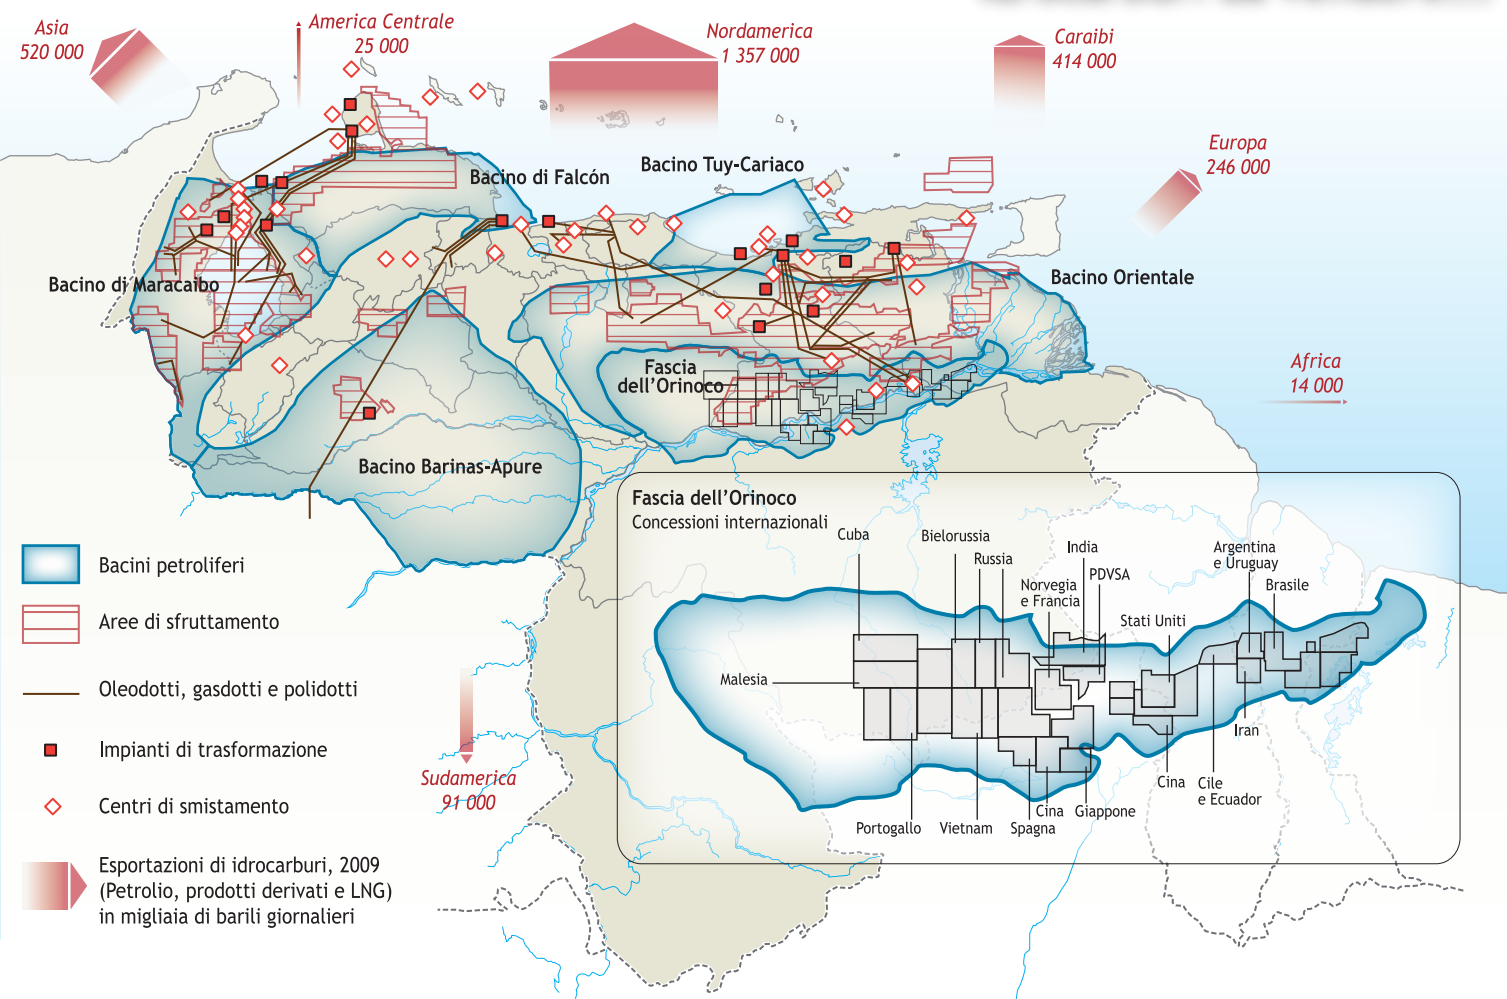 Asia
520 000
America Centrale
25 000
Nordamerica
1 357 000
Caraibi
414 000
Europa
246 000
Africa
14 000
Sudamerica
91 000
Bacino Tuy-Cariaco
Bacino di Falcón
Bacino di Maracaibo
Bacino Orientale
Fascia
dell'Orinoco
Bacino Barinas-Apure
Bacini petroliferi
Aree di sfruttamento
Oleodotti, gasdotti e polidotti
Impianti di trasformazione
Centri di smistamento
Esportazioni di idrocarburi, 2009
(Petrolio, prodotti derivati e LNG)
in migliaia di barili giornalieri
Fascia dell'Orinoco
Concessioni internazionali
Cuba
Bielorussia
Russia
India
PDVSA
Norvegia
e Francia
Stati Uniti
Argentina
e Uruguay
Brasile
Malesia
Iran
Cina
Cile
e Ecuador
Cina
Giappone
Portogallo
Vietnam
Spagna